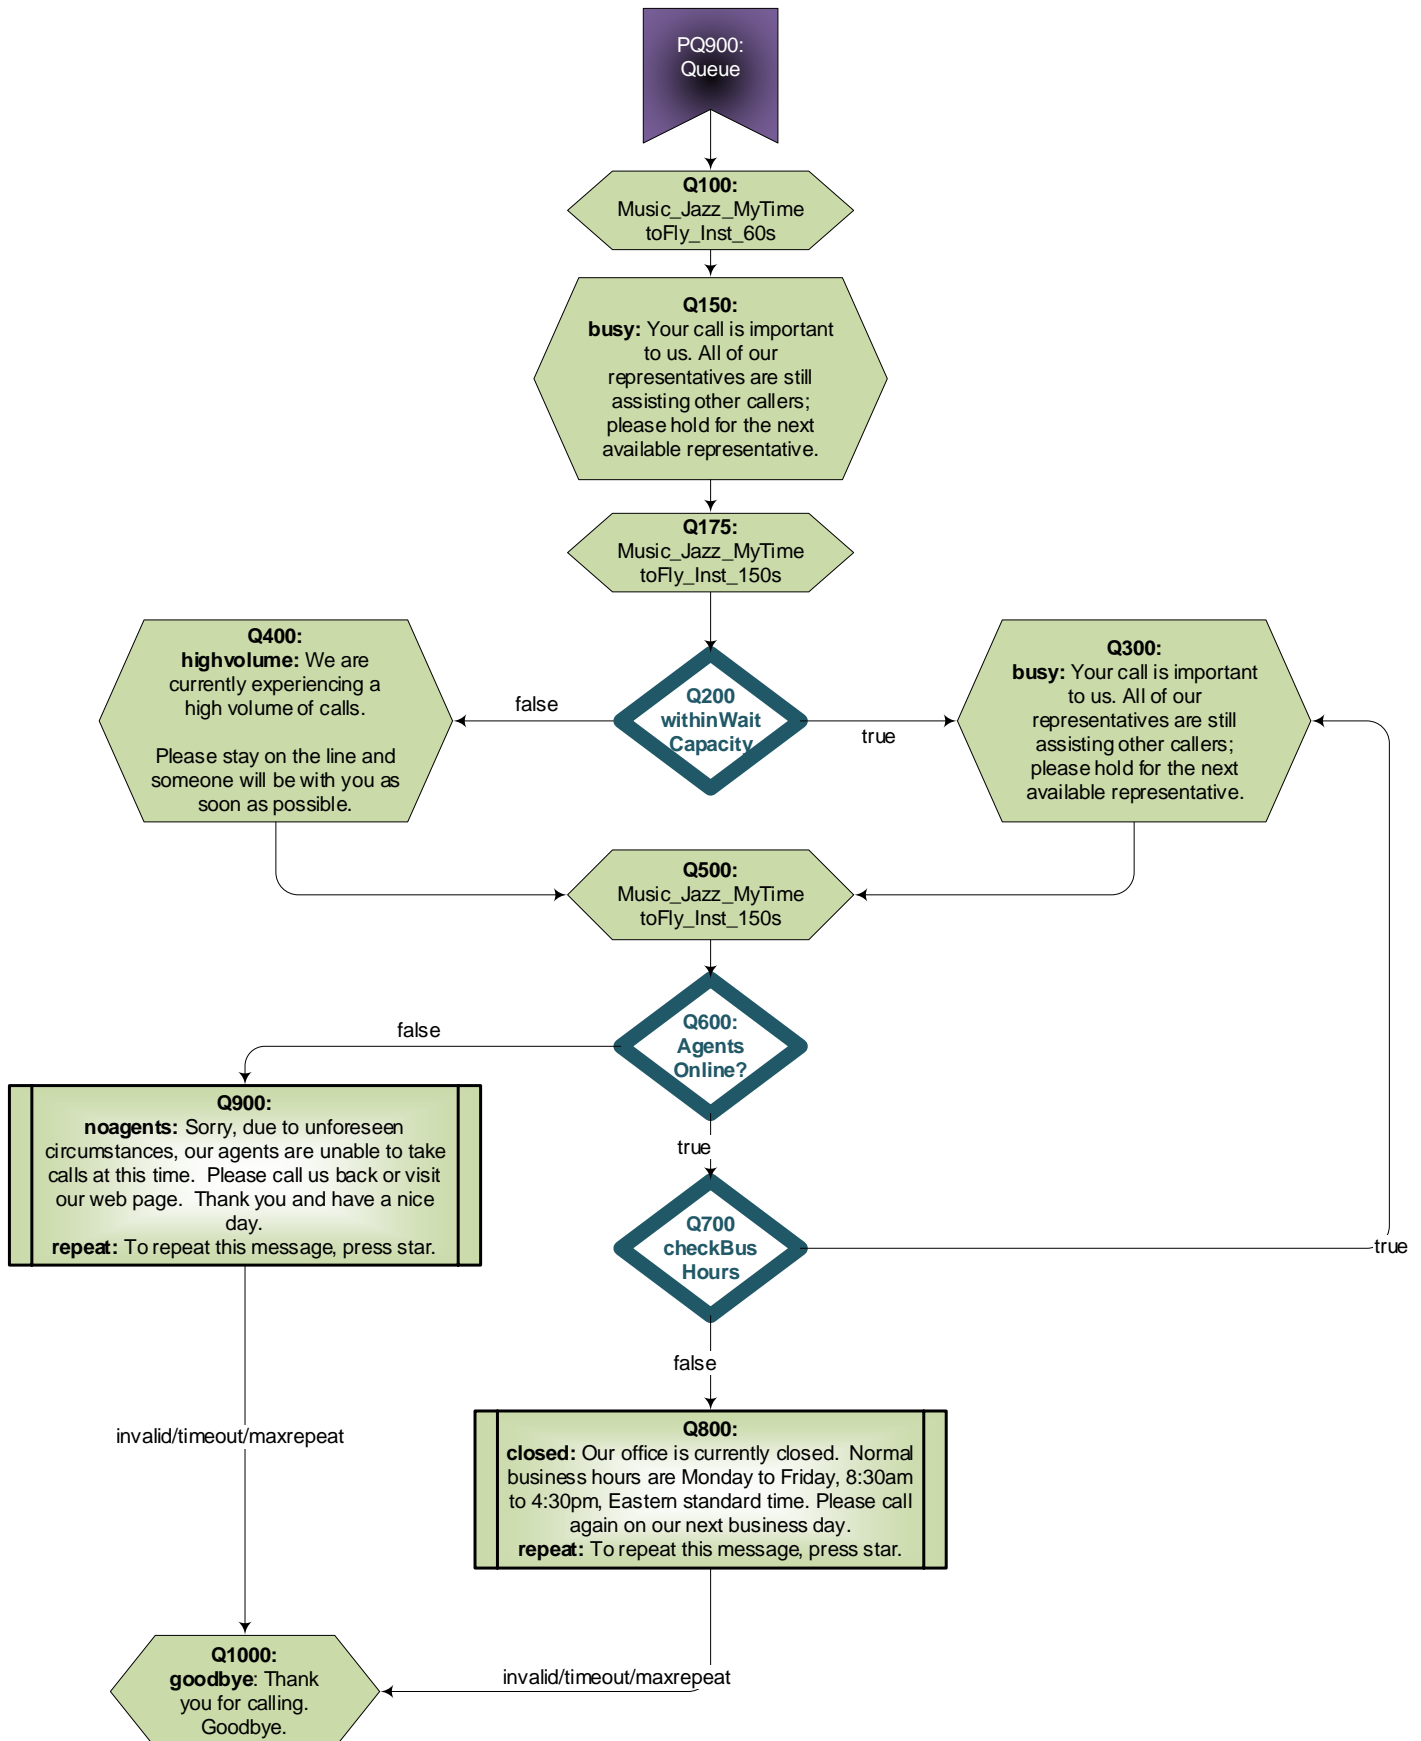 PQ900:
Queue
Q100:
Music_Jazz_MyTime
toFly_Inst_60s
Q150:
busy: Your call is important
to us. All of our
representatives are still
assisting other callers;
please hold for the next
available representative.
Q175:
Music_Jazz_MyTime
toFly_Inst_150s
Q400:
highvolume: We are
currently experiencing a
high volume of calls.
Please stay on the line and
someone will be with you as
soon as possible.
false
Q200
withinWait
Capacity
true
Q300:
busy: Your call is important
to us. All of our
representatives are still
assisting other callers;
please hold for the next
available representative.
Q500:
Music_Jazz_MyTime
toFly_Inst_150s
Q600:
Agents
Online?
false
true
Q900:
noagents: Sorry, due to unforeseen
circumstances, our agents are unable to take
calls at this time.  Please call us back or visit
our web page.  Thank you and have a nice
day.
repeat: To repeat this message, press star.
Q700
checkBus
Hours
true
false
invalid/timeout/maxrepeat
Q800:
closed: Our office is currently closed.  Normal
business hours are Monday to Friday, 8:30am
to 4:30pm, Eastern standard time. Please call
again on our next business day.
repeat: To repeat this message, press star.
invalid/timeout/maxrepeat
Q1000:
goodbye: Thank
you for calling.
Goodbye.